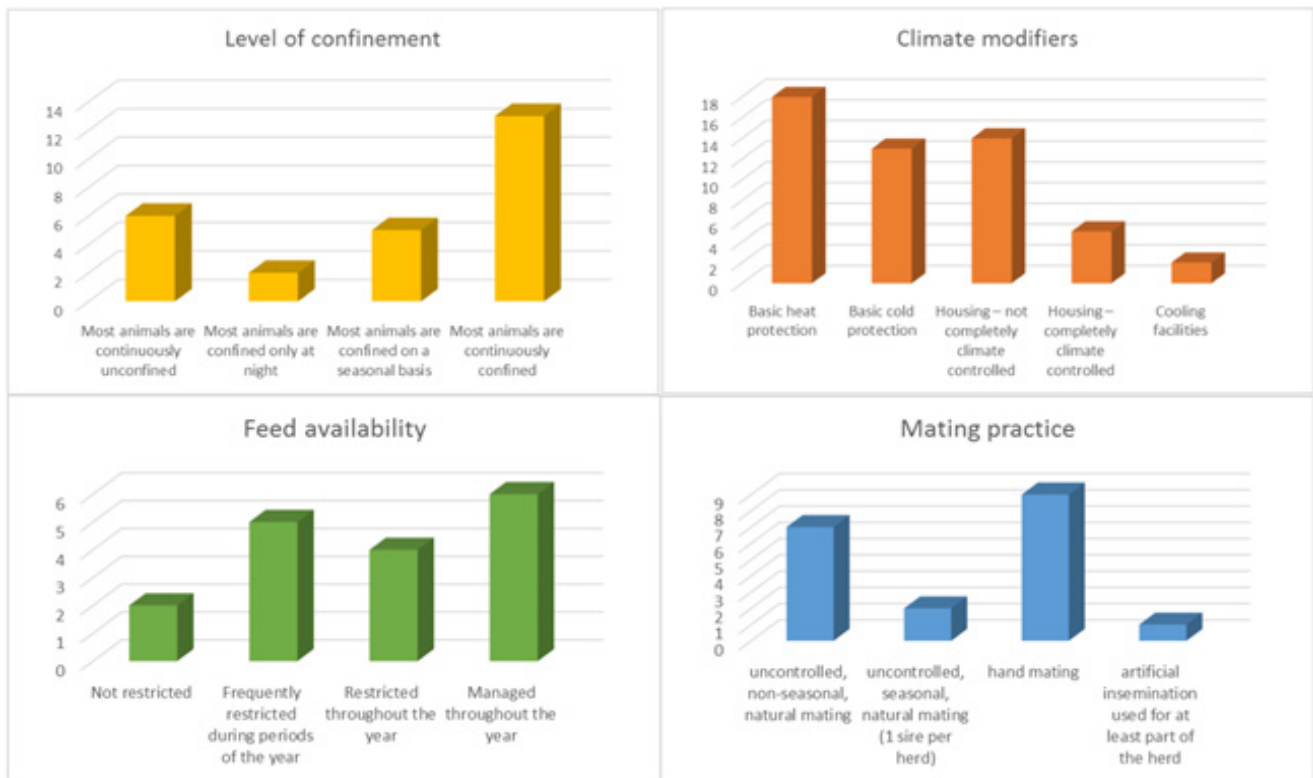 Level of confinement
14
12
10
8
6
4
2
0
Most animals are
continuously
unconfined
Most animals are
confined only at
night
Most animals are
confined on a
seasonal basis
Most animals are
continuously
confined
Climate modifiers
18
16
14
12
10
8
6
4
2
0
Basic heat
protection
Basic cold
protection
Housing – not
completely
climate
controlled
Housing –
completely
climate
controlled
Cooling
facilities
Feed availability
6
5
4
3
2
1
0
Not restricted
Frequently
restricted
during periods
of the year
Restricted
throughout the
year
Managed
throughout the
year
Mating practice
9
8
7
6
5
4
3
2
1
0
uncontrolled,
non-seasonal,
natural mating
uncontrolled,
seasonal,
natural mating
(1 sire per
herd)
hand mating
artificial
insemination
used for at
least part of
the herd